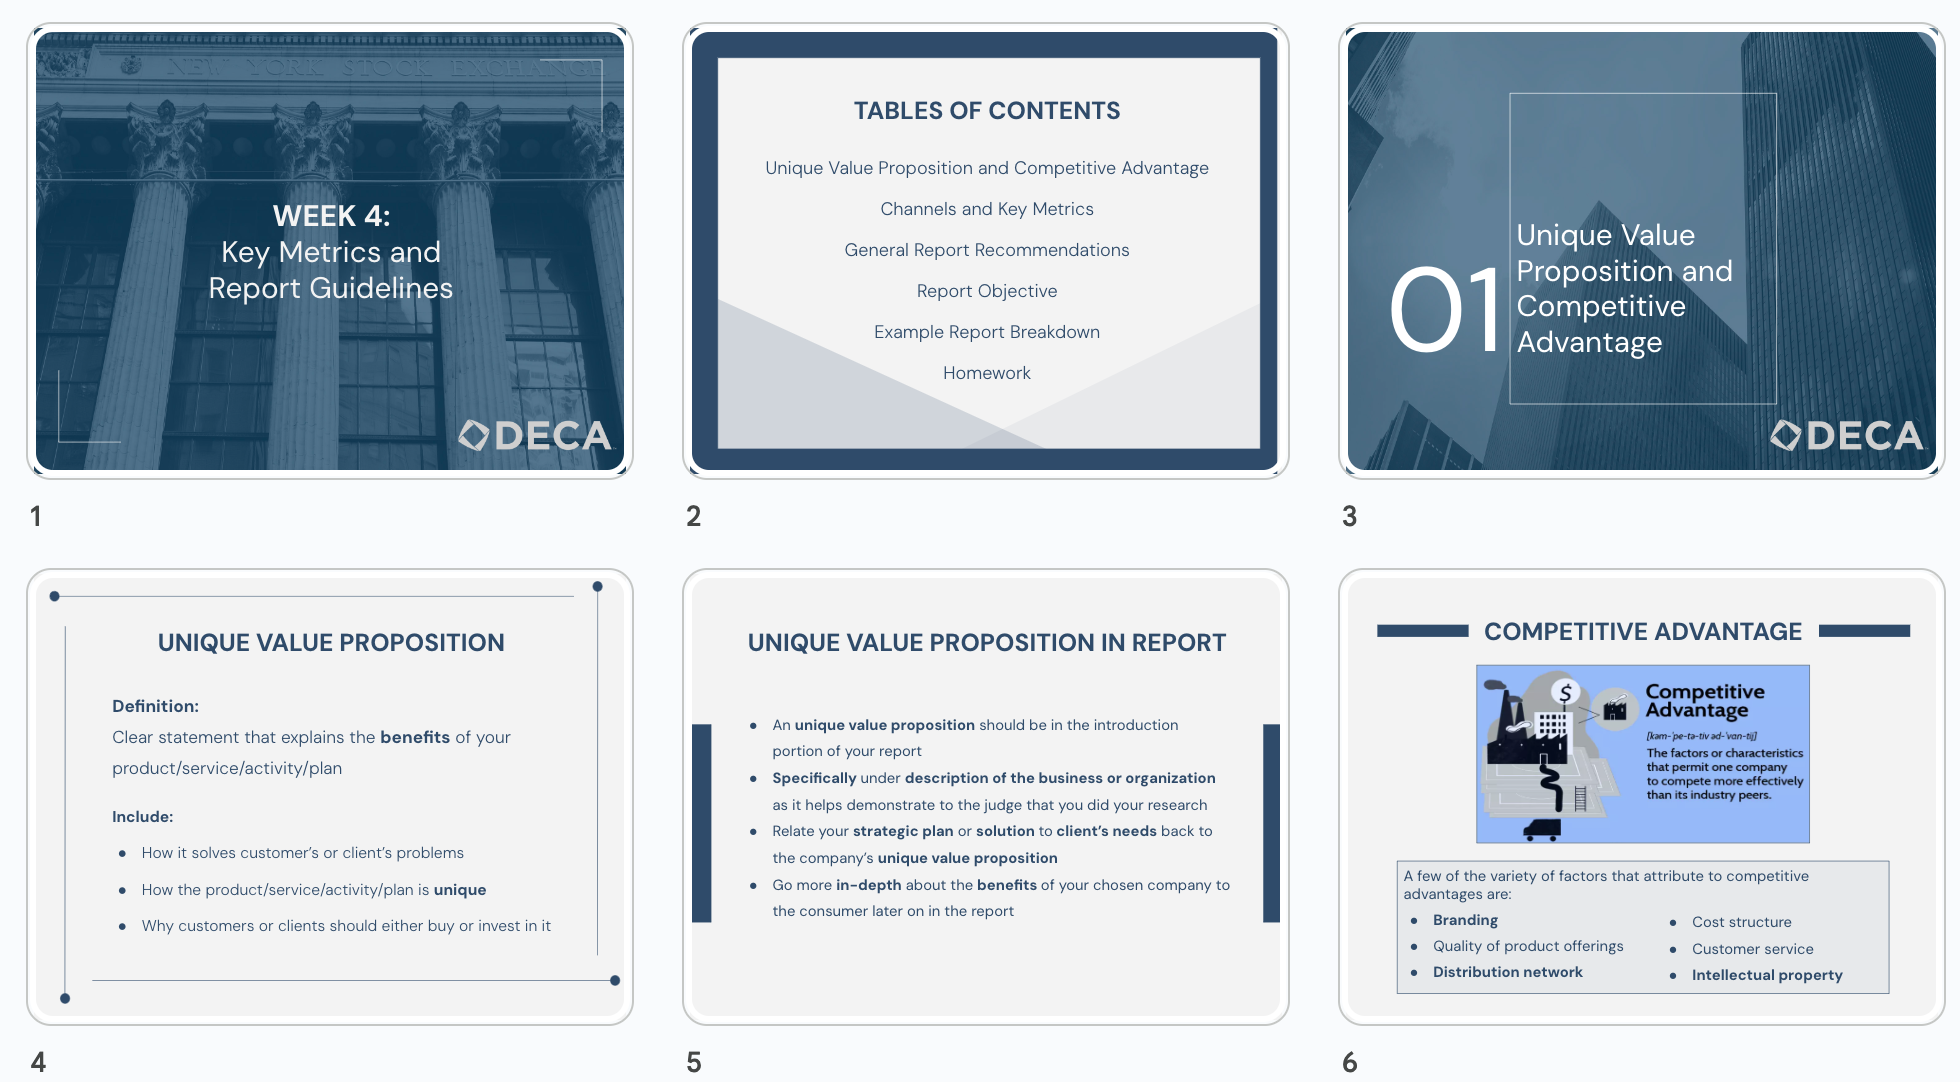 NEW YORK STOCK EXCHANGE
WEEK 4:
Key Metrics and
Report Guidelines
DECA
1
TABLES OF CONTENTS
Unique Value Proposition and Competitive Advantage
Channels and Key Metrics
General Report Recommendations
Report Objective
Example Report Breakdown
Homework
2
01
Unique Value
Proposition and
Competitive
Advantage
DECA
3
UNIQUE VALUE PROPOSITION
Definition:
Clear statement that explains the benefits of your
product/service/activity/plan
Include:
● How it solves customer’s or client’s problems
● How the product/service/activity/plan is unique
● Why customers or clients should either buy or invest in it
4
UNIQUE VALUE PROPOSITION IN REPORT
● An unique value proposition should be in the introduction
portion of your report
● Specifically under description of the business or organization
as it helps demonstrate to the judge that you did your research
● Relate your strategic plan or solution to client’s needs back to
the company’s unique value proposition
● Go more in-depth about the benefits of your chosen company to
the consumer later on in the report
5
COMPETITIVE ADVANTAGE
$
Competitive
Advantage
[kəm-ˈpe-tə-tiv əd-ˈvan-tij]
The factors or characteristics
that permit one company
to compete more effectively
than its industry peers.
A few of the variety of factors that attribute to competitive
advantages are:
● Branding
● Quality of product offerings
● Distribution network
● Cost structure
● Customer service
● Intellectual property
6